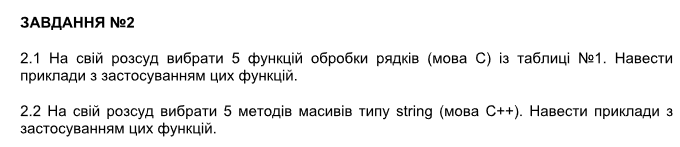 ЗАВДАННЯ №2
2.1 На свій розсуд вибрати 5 функцій обробки рядків (мова С) із таблиці №1. Навести
приклади з застосуванням цих функцій.
2.2 На свій розсуд вибрати 5 методів масивів типу string (мова С++). Навести приклади з
застосуванням цих функцій.